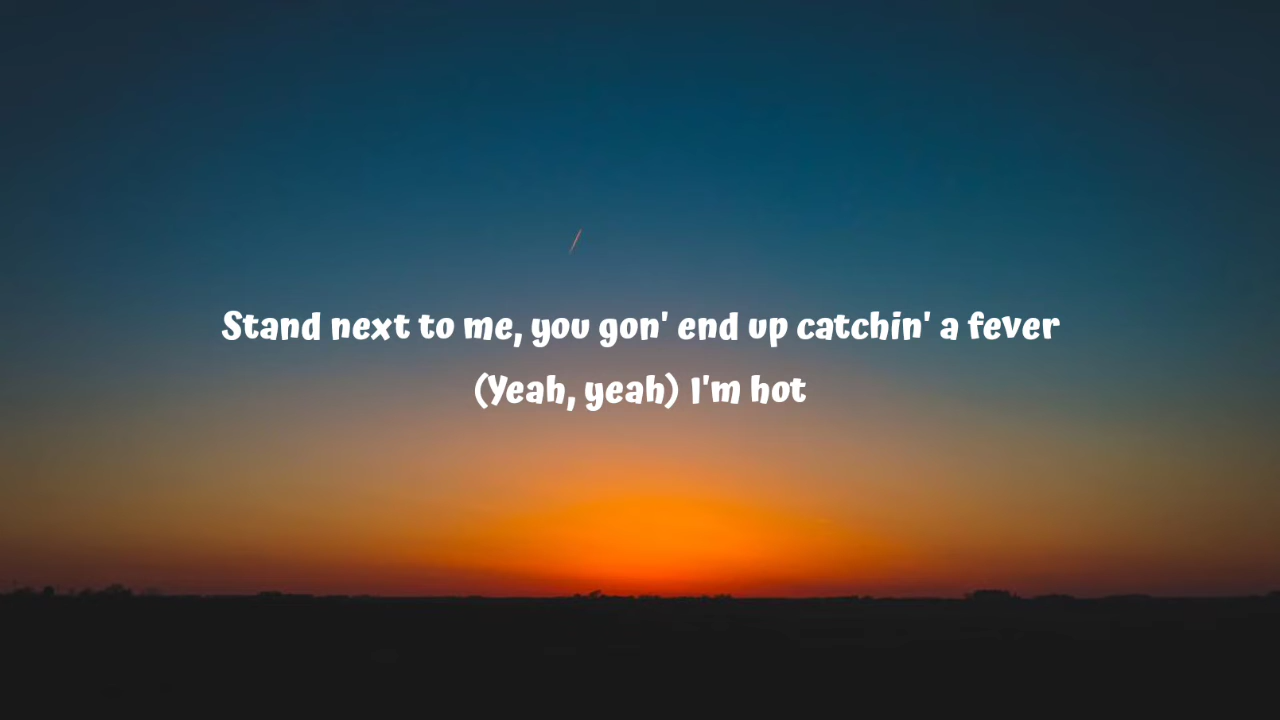 Stand next to me, you gon' end up catchin' a fever
(Yeah, yeah) I'm hot